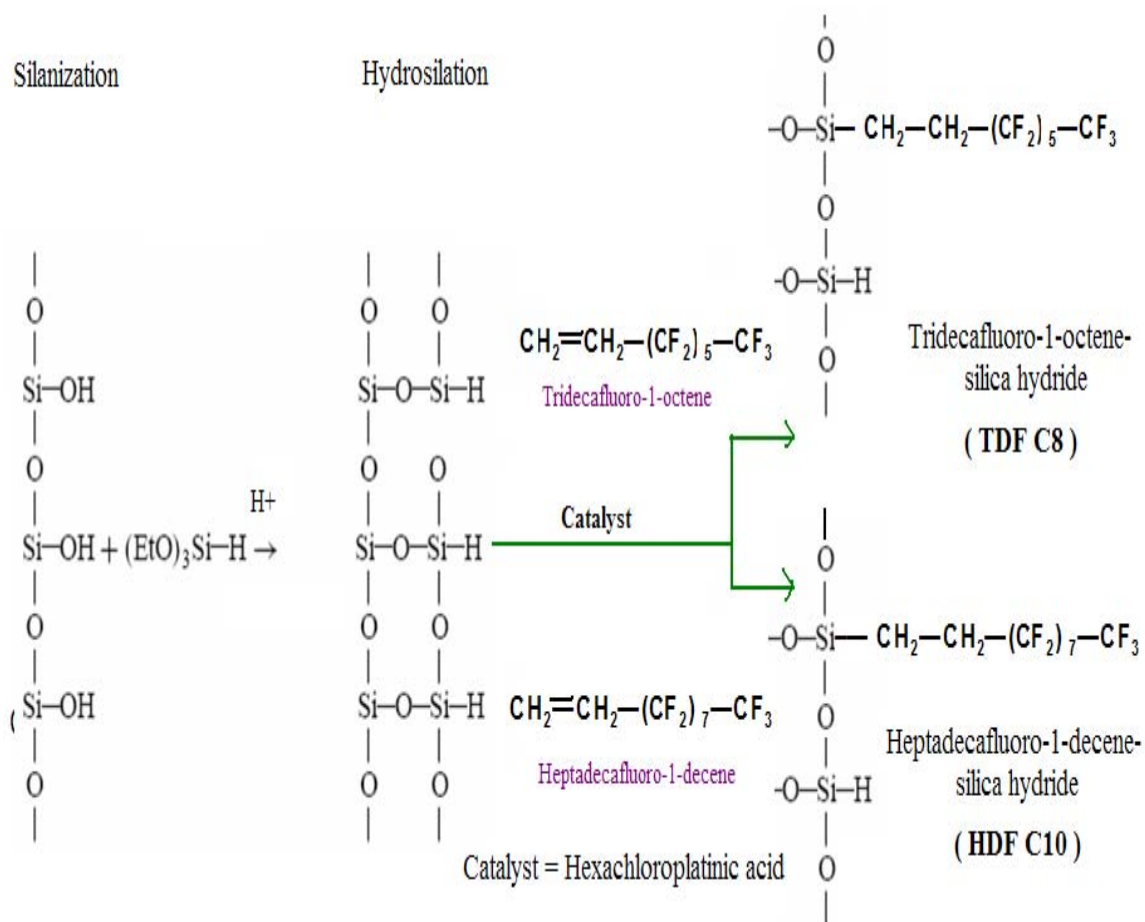 Silanization
Hydrosilation
O
-O-Si-CH₂-CH₂-(CF₂)₅-CF₃
O
-O-Si-H
O
Tridecafluoro-1-octene-
silica hydride
( TDF C8 )
O
Si-OH
O
Si-OH + (EtO)₃Si-H →
H+
O
Si-OH
O
O O
Si-O-Si-H
O O
Si-O-Si-H
O O
Si-O-Si-H
O O
CH₂=CH₂-(CF₂)₅-CF₃
Tridecafluoro-1-octene
Catalyst
CH₂=CH₂-(CF₂)₇-CF₃
Heptadecafluoro-1-decene
Catalyst = Hexachloroplatinic acid
O
-O-Si-CH₂-CH₂-(CF₂)₇-CF₃
O
-O-Si-H
O
Heptadecafluoro-1-decene-
silica hydride
( HDF C10 )